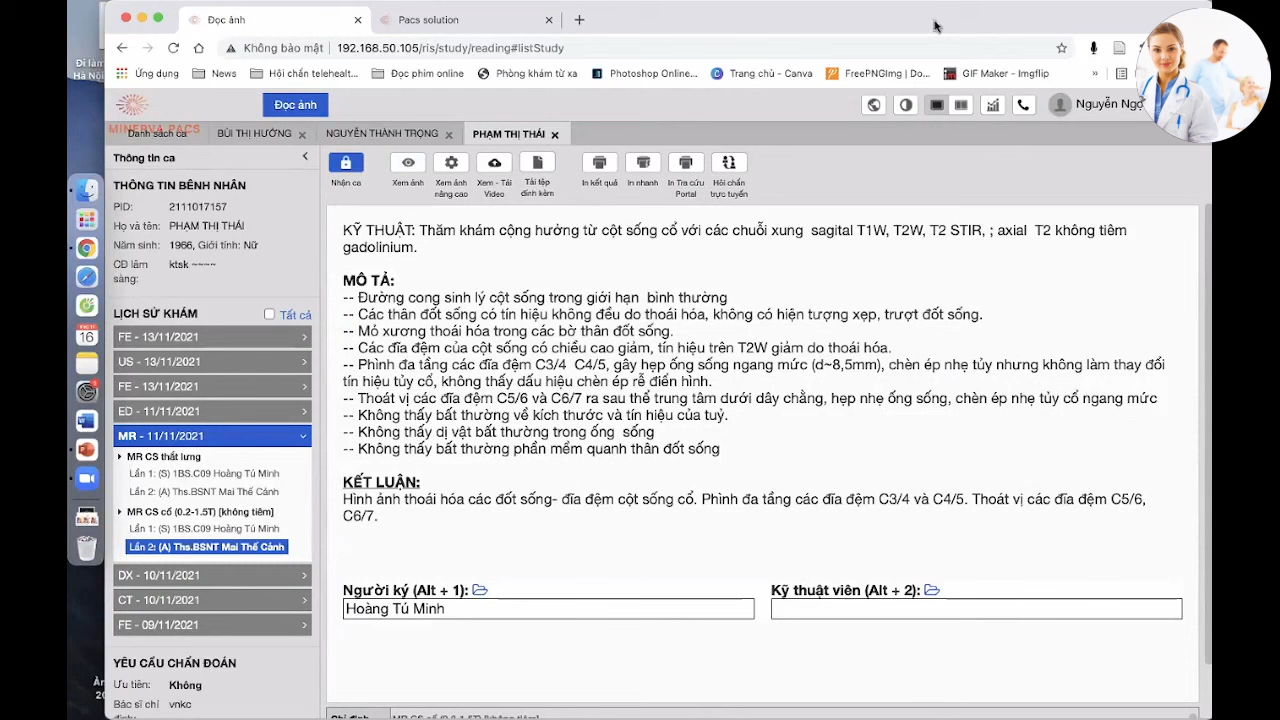 Đọc ảnh
Pacs solution
Không bảo mật 192.168.50.105/ris/study/reading#listStudy
Ứng dụng News Hội chẩn telehealt... Đọc phim online Phòng khám từ xa Photoshop Onlin... Trang chủ - Canva FreePNGImg | Do... GIF Maker - Imgflip »
MINERVA PACS
Đọc ảnh
Nguyễn Ngọ
Danh sách ca BÙI THỊ HƯỜNG NGUYỄN THÀNH TRỌNG PHẠM THỊ THÁI
Thông tin ca
THÔNG TIN BỆNH NHÂN
PID: 2111017157
Họ và tên: PHẠM THỊ THÁI
Năm sinh: 1966, Giới tính: Nữ
CĐ lâm sàng: ktsk ~~~~
LỊCH SỬ KHÁM Tất cả
FE - 13/11/2021
US - 13/11/2021
FE - 13/11/2021
ED - 11/11/2021
MR - 11/11/2021
MR CS thắt lưng
Lần 1: (S) 1BS.C09 Hoàng Tú Minh
Lần 2: (A) Ths.BSNT Mai Thế Cảnh
MR CS cổ (0.2-1.5T) [không tiêm]
Lần 1: (S) 1BS.C09 Hoàng Tú Minh
Lần 2: (A) Ths.BSNT Mai Thế Cảnh
DX - 10/11/2021
CT - 10/11/2021
FE - 09/11/2021
YÊU CẦU CHẨN ĐOÁN
Ưu tiên: Không
Bác sĩ chỉ vnkc
Nhận ca
Xem ảnh
Xem ảnh nâng cao
Xem - Tải Video
Tải tệp đính kèm
In kết quả
In nhanh
In Tra cứu Portal
Hội chẩn trực tuyến
KỸ THUẬT: Thăm khám cộng hưởng từ cột sống cổ với các chuỗi xung sagital T1W, T2W, T2 STIR, ; axial T2 không tiêm
gadolinium.
MÔ TẢ:
-- Đường cong sinh lý cột sống trong giới hạn bình thường
-- Các thân đốt sống có tín hiệu không đều do thoái hóa, không có hiện tượng xẹp, trượt đốt sống.
-- Mỏ xương thoái hóa trong các bờ thân đốt sống.
-- Các đĩa đệm của cột sống có chiều cao giảm, tín hiệu trên T2W giảm do thoái hóa.
-- Phình đa tầng các đĩa đệm C3/4 C4/5, gây hẹp ống sống ngang mức (d~8,5mm), chèn ép nhẹ tủy nhưng không làm thay đổi
tín hiệu tủy cổ, không thấy dấu hiệu chèn ép rễ điển hình.
-- Thoát vị các đĩa đệm C5/6 và C6/7 ra sau thể trung tâm dưới dây chằng, hẹp nhẹ ống sống, chèn ép nhẹ tủy cổ ngang mức
-- Không thấy bất thường về kích thước và tín hiệu của tuỷ.
-- Không thấy dị vật bất thường trong ống sống
-- Không thấy bất thường phần mềm quanh thân đốt sống
KẾT LUẬN:
Hình ảnh thoái hóa các đốt sống- đĩa đệm cột sống cổ. Phình đa tầng các đĩa đệm C3/4 và C4/5. Thoát vị các đĩa đệm C5/6,
C6/7.
Người ký (Alt + 1):
Hoàng Tú Minh
Kỹ thuật viên (Alt + 2):